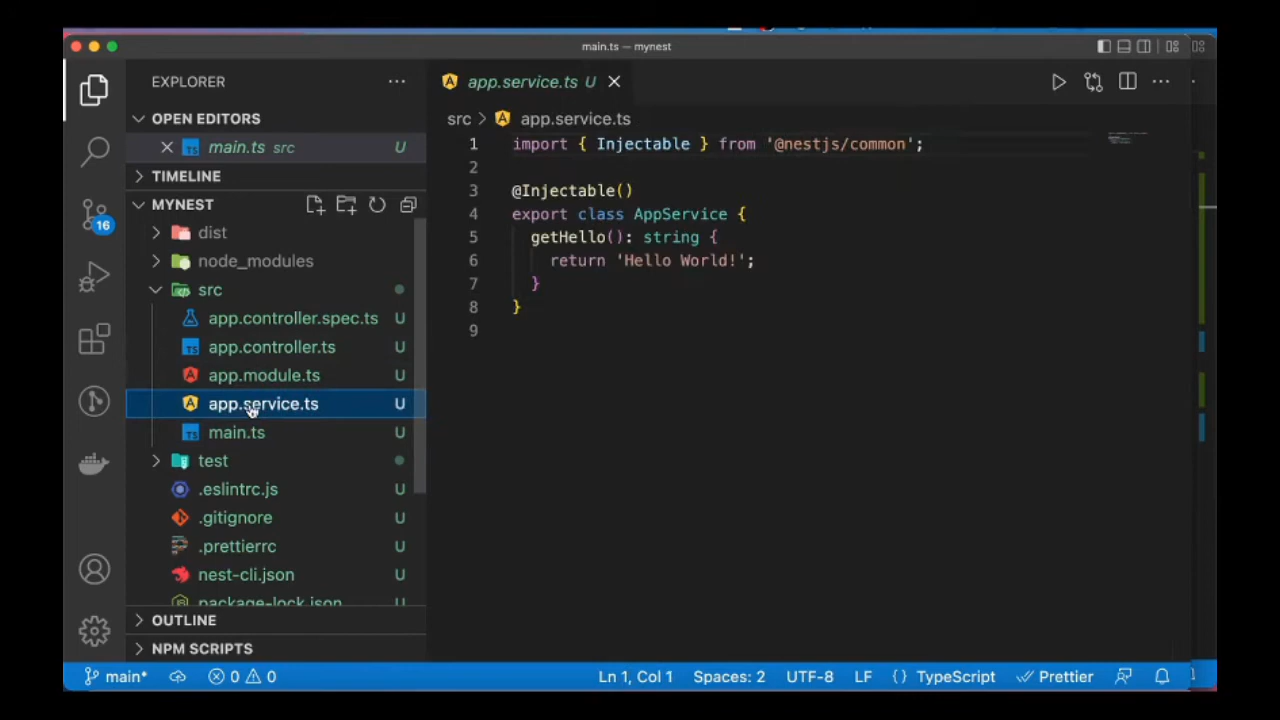 main.ts — mynest
EXPLORER
OPEN EDITORS
main.ts src U
TIMELINE
MYNEST
16
dist
node_modules
src
app.controller.spec.ts U
app.controller.ts U
app.module.ts U
app.service.ts U
main.ts U
test
.eslintrc.js U
.gitignore U
.prettierrc U
nest-cli.json U
package-lock.json
OUTLINE
NPM SCRIPTS
app.service.ts U
src > app.service.ts
1 import { Injectable } from '@nestjs/common';
2
3 @Injectable()
4 export class AppService {
5 getHello(): string {
6 return 'Hello World!';
7 }
8 }
9
main* 0 0 Ln 1, Col 1 Spaces: 2 UTF-8 LF {} TypeScript Prettier